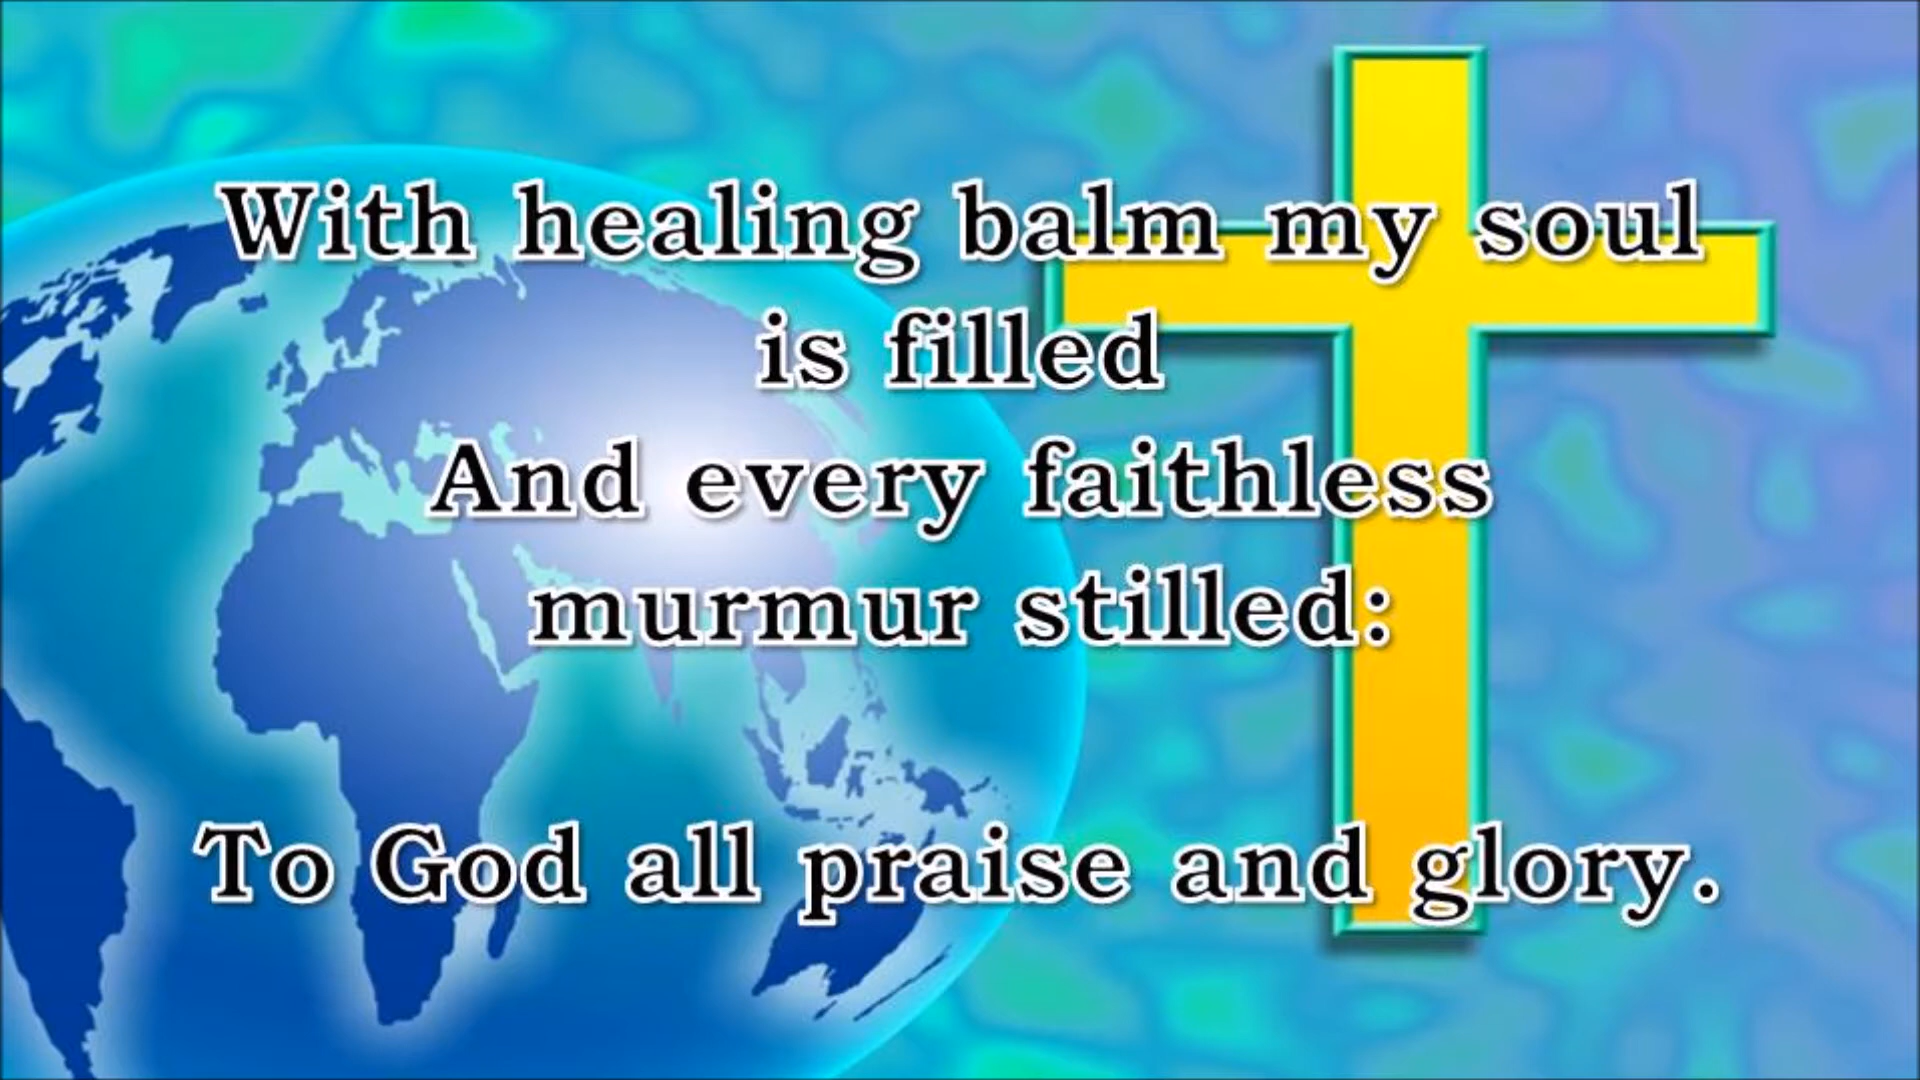 With healing balm my soul
is filled
And every faithless
murmur stilled:
To God all praise and glory.